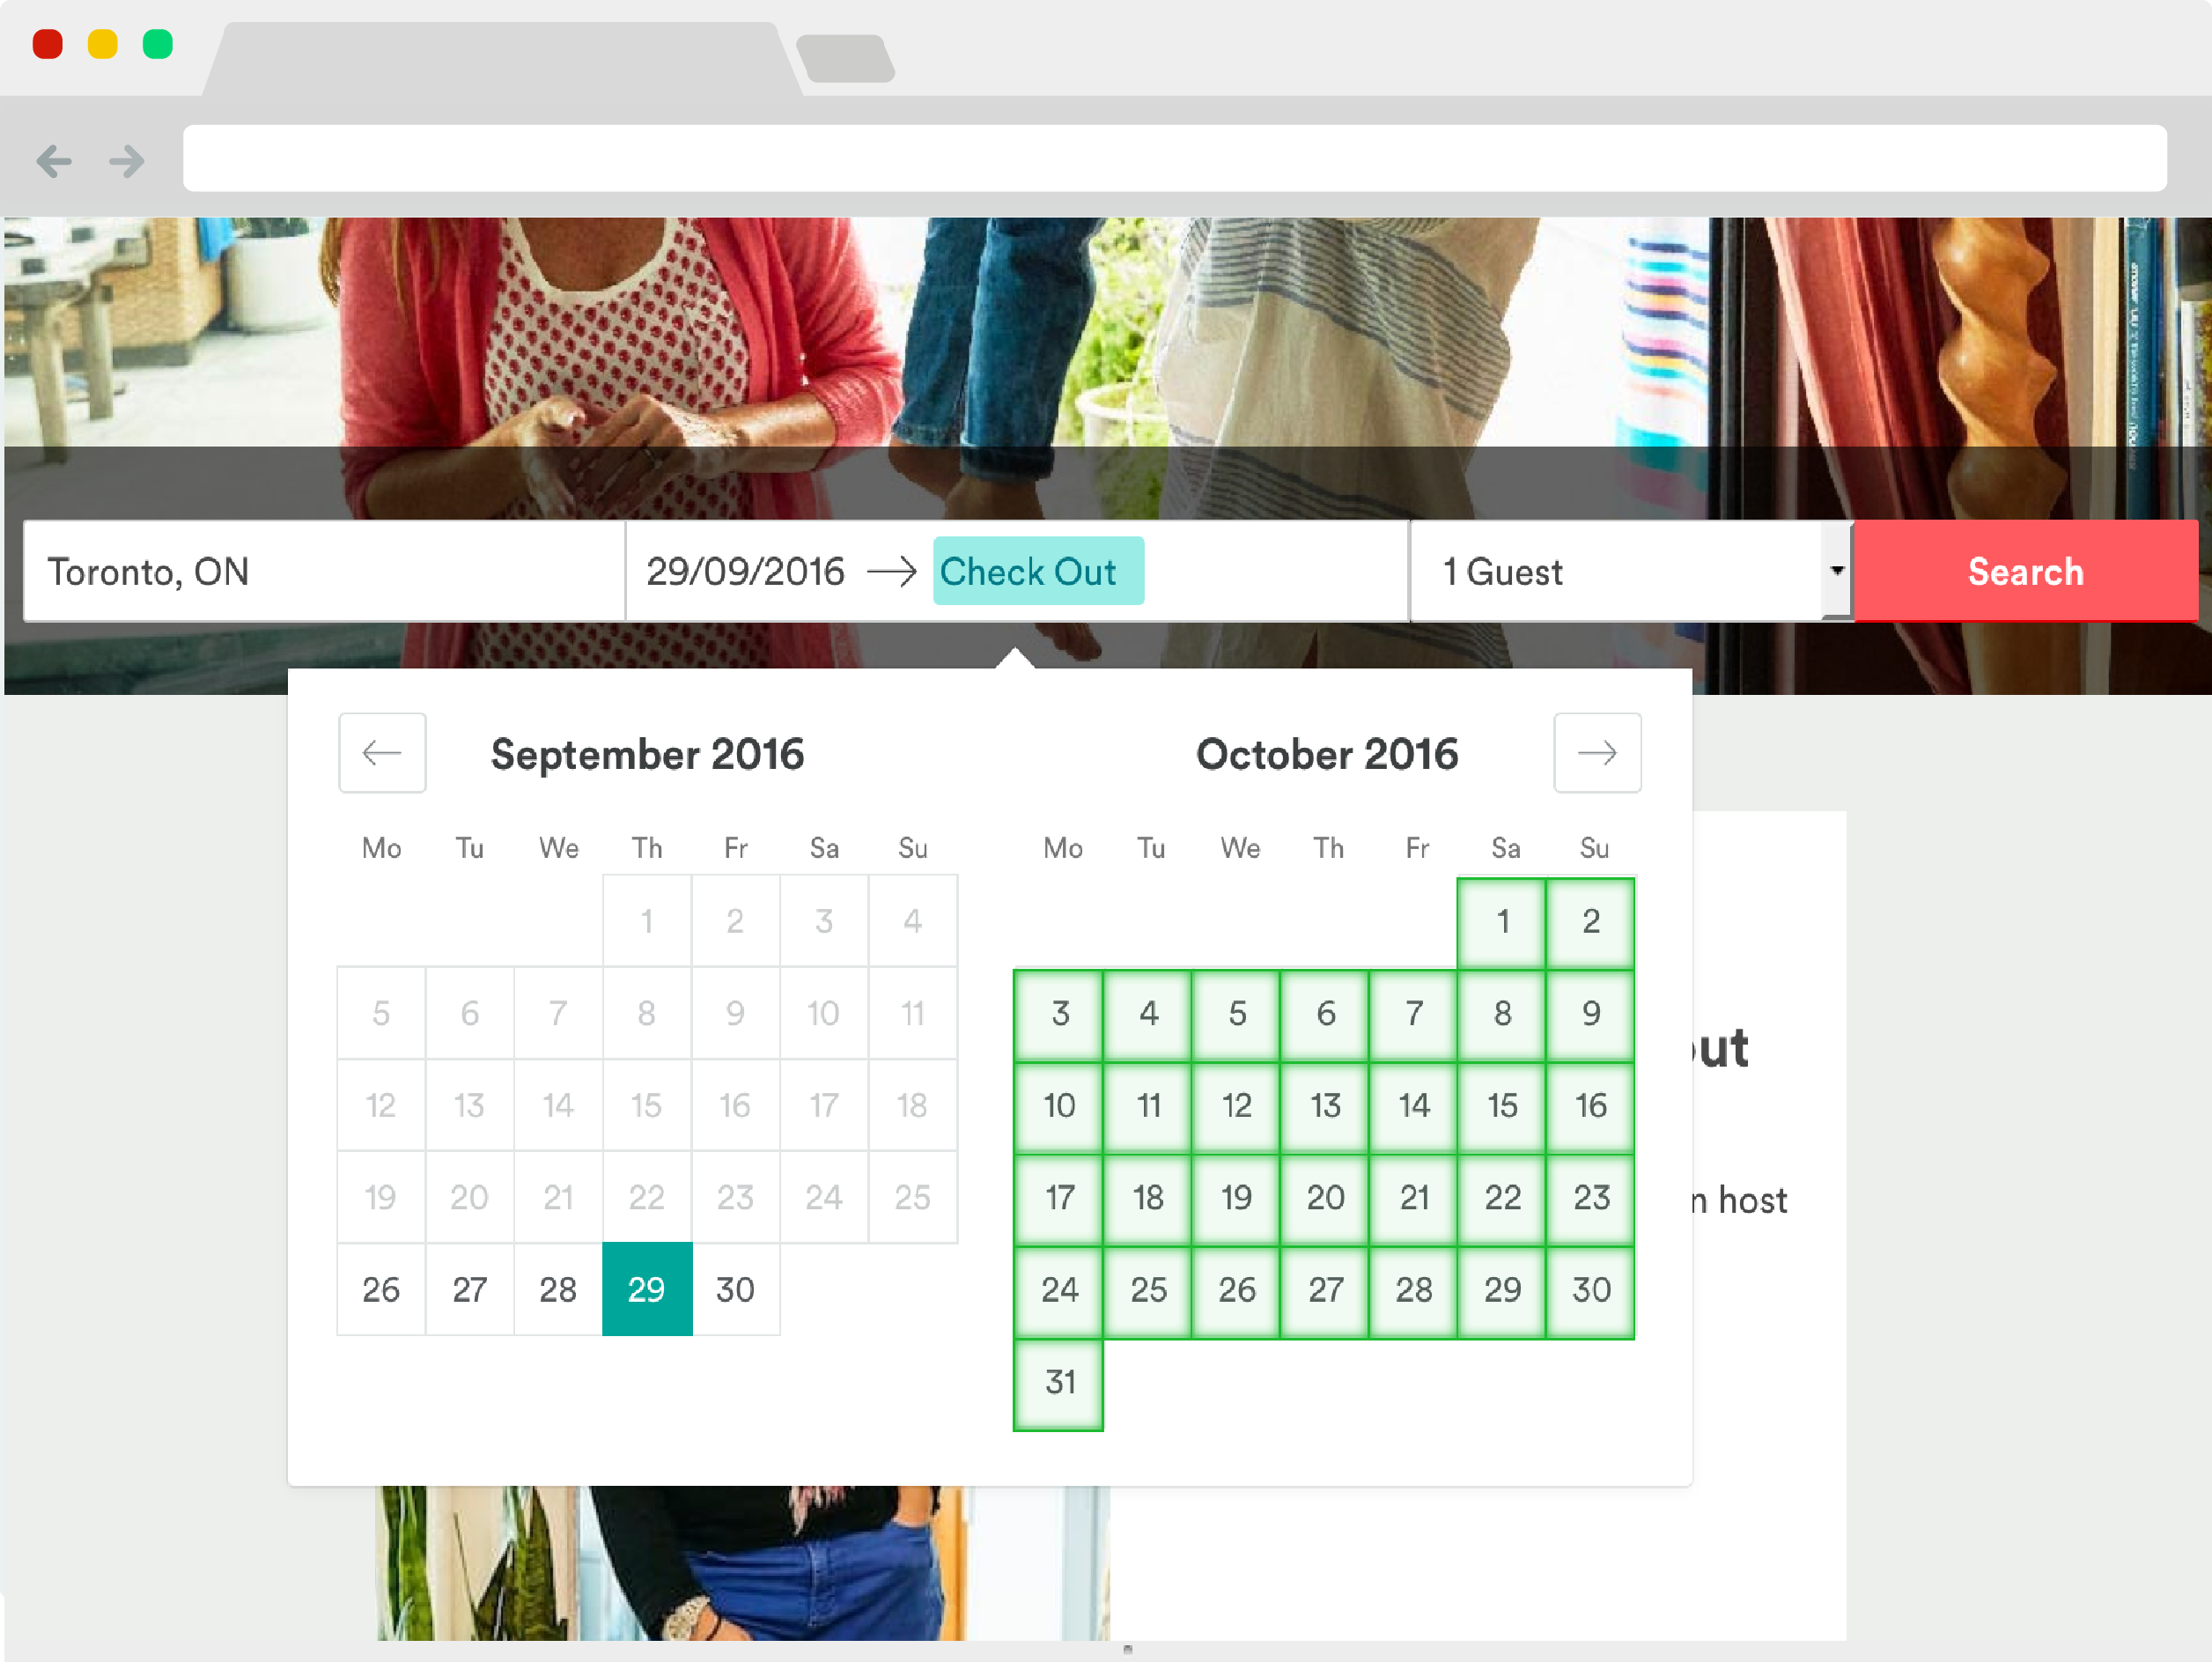 Toronto, ON
29/09/2016 → Check Out
1 Guest
Search
September 2016
Mo Tu We Th Fr Sa Su
1 2 3 4
5 6 7 8 9 10 11
12 13 14 15 16 17 18
19 20 21 22 23 24 25
26 27 28 29 30
October 2016
Mo Tu We Th Fr Sa Su
1 2
3 4 5 6 7 8 9
10 11 12 13 14 15 16
17 18 19 20 21 22 23
24 25 26 27 28 29 30
31
ut
n host